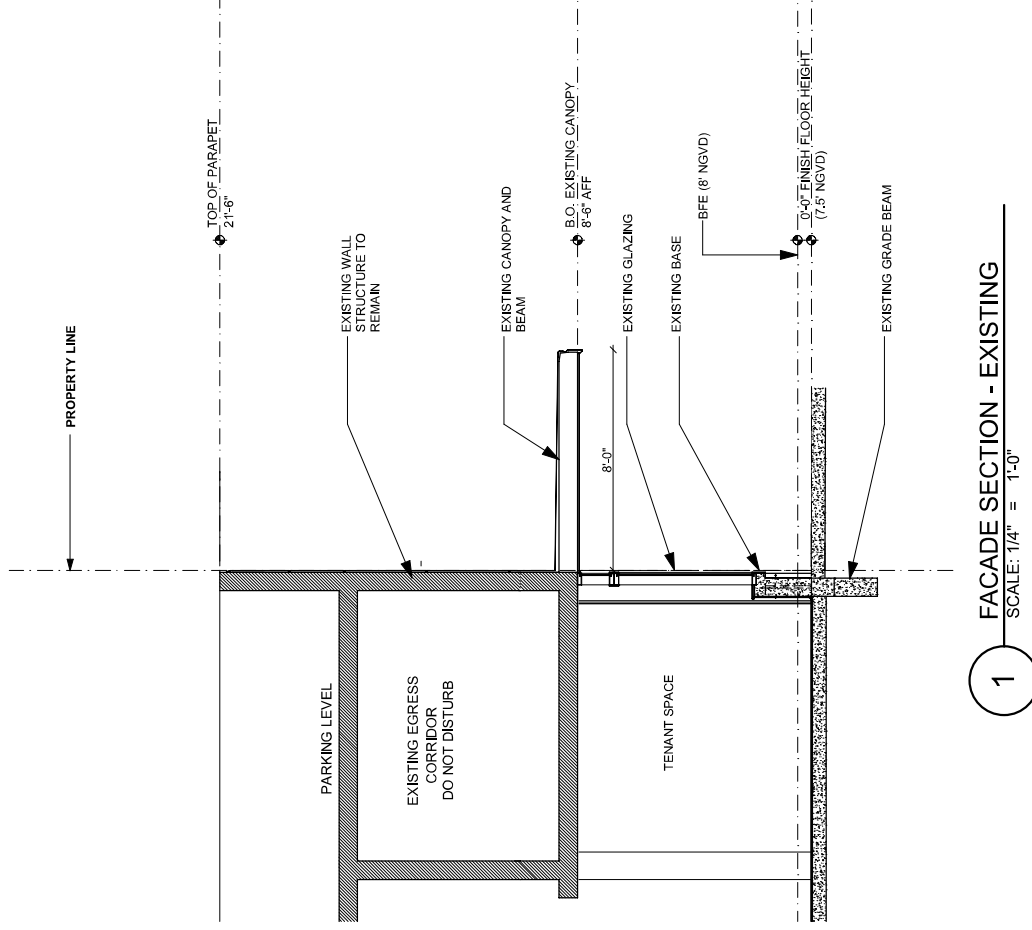 PROPERTY LINE
TOP OF PARAPET
21'-6"
EXISTING WALL
STRUCTURE TO
REMAIN
PARKING LEVEL
EXISTING EGRESS
CORRIDOR
DO NOT DISTURB
EXISTING CANOPY AND
BEAM
B.O. EXISTING CANOPY
8'-6" AFF
8'-0"
EXISTING GLAZING
TENANT SPACE
EXISTING BASE
BFE (8' NGVD)
0'-0" FINISH FLOOR HEIGHT
(7.5' NGVD)
EXISTING GRADE BEAM
1
FACADE SECTION - EXISTING
SCALE: 1/4" = 1'-0"